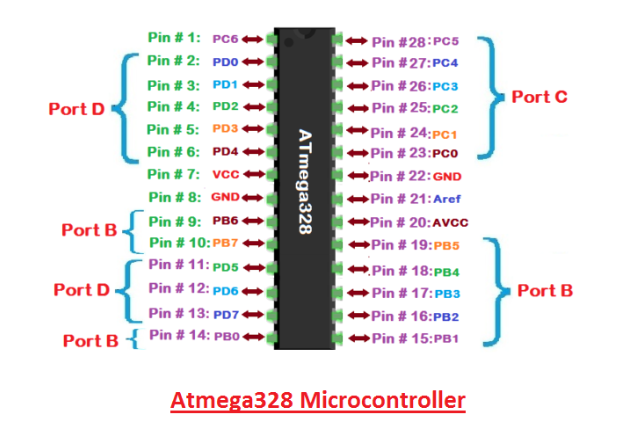 Pin # 1: PC6
Pin # 2: PD0
Pin # 3: PD1
Pin # 4: PD2
Pin # 5: PD3
Pin # 6: PD4
Pin # 7: VCC
Pin # 8: GND
Pin # 9: PB6
Pin # 10: PB7
Pin # 11: PD5
Pin # 12: PD6
Pin # 13: PD7
Pin # 14: PB0
Port D
Port B
Port D
Port B
ATmega328
Pin #28: PC5
Pin #27: PC4
Pin #26: PC3
Pin #25: PC2
Pin #24: PC1
Pin #23: PC0
Pin #22: GND
Pin #21: Aref
Pin #20: AVCC
Pin #19: PB5
Pin #18: PB4
Pin #17: PB3
Pin #16: PB2
Pin #15: PB1
Port C
Port B
Atmega328 Microcontroller